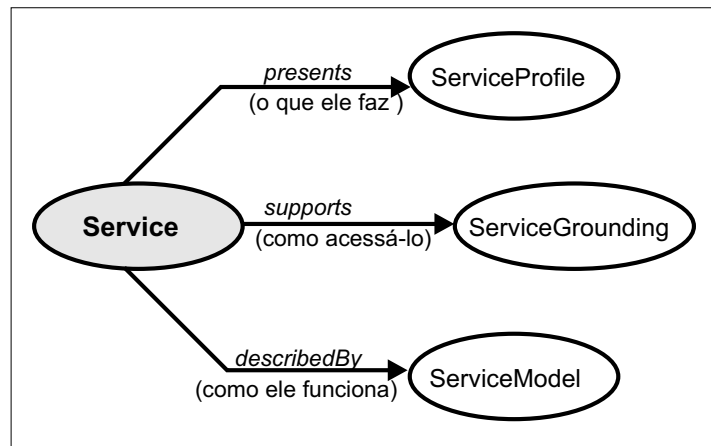 presents
(o que ele faz )
ServiceProfile
Service
supports
(como acessá-lo)
ServiceGrounding
describedBy
(como ele funciona)
ServiceModel